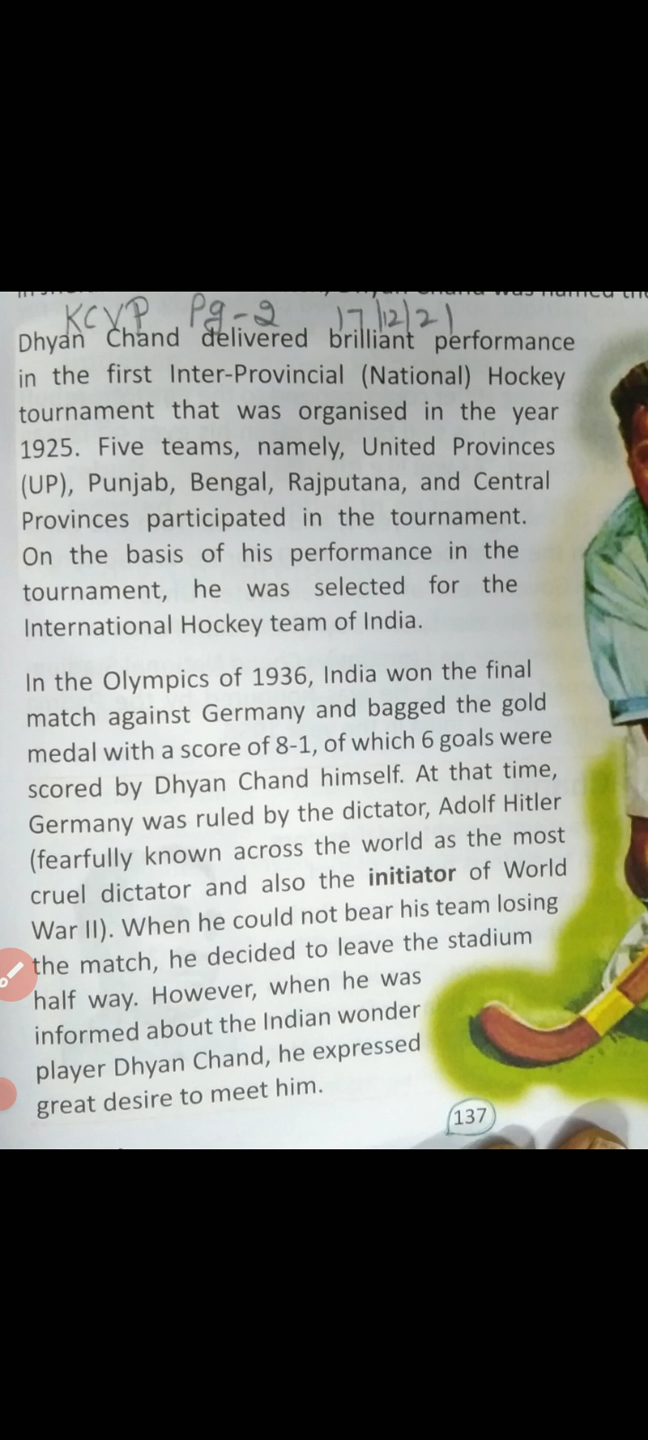 KCVP Pg-2 17/12/21
Dhyan Chand delivered brilliant performance
in the first Inter-Provincial (National) Hockey
tournament that was organised in the year
1925. Five teams, namely, United Provinces
(UP), Punjab, Bengal, Rajputana, and Central
Provinces participated in the tournament.
On the basis of his performance in the
tournament, he was selected for the
International Hockey team of India.
In the Olympics of 1936, India won the final
match against Germany and bagged the gold
medal with a score of 8-1, of which 6 goals were
scored by Dhyan Chand himself. At that time,
Germany was ruled by the dictator, Adolf Hitler
(fearfully known across the world as the most
cruel dictator and also the initiator of World
War II). When he could not bear his team losing
the match, he decided to leave the stadium
half way. However, when he was
informed about the Indian wonder
player Dhyan Chand, he expressed
great desire to meet him.
137